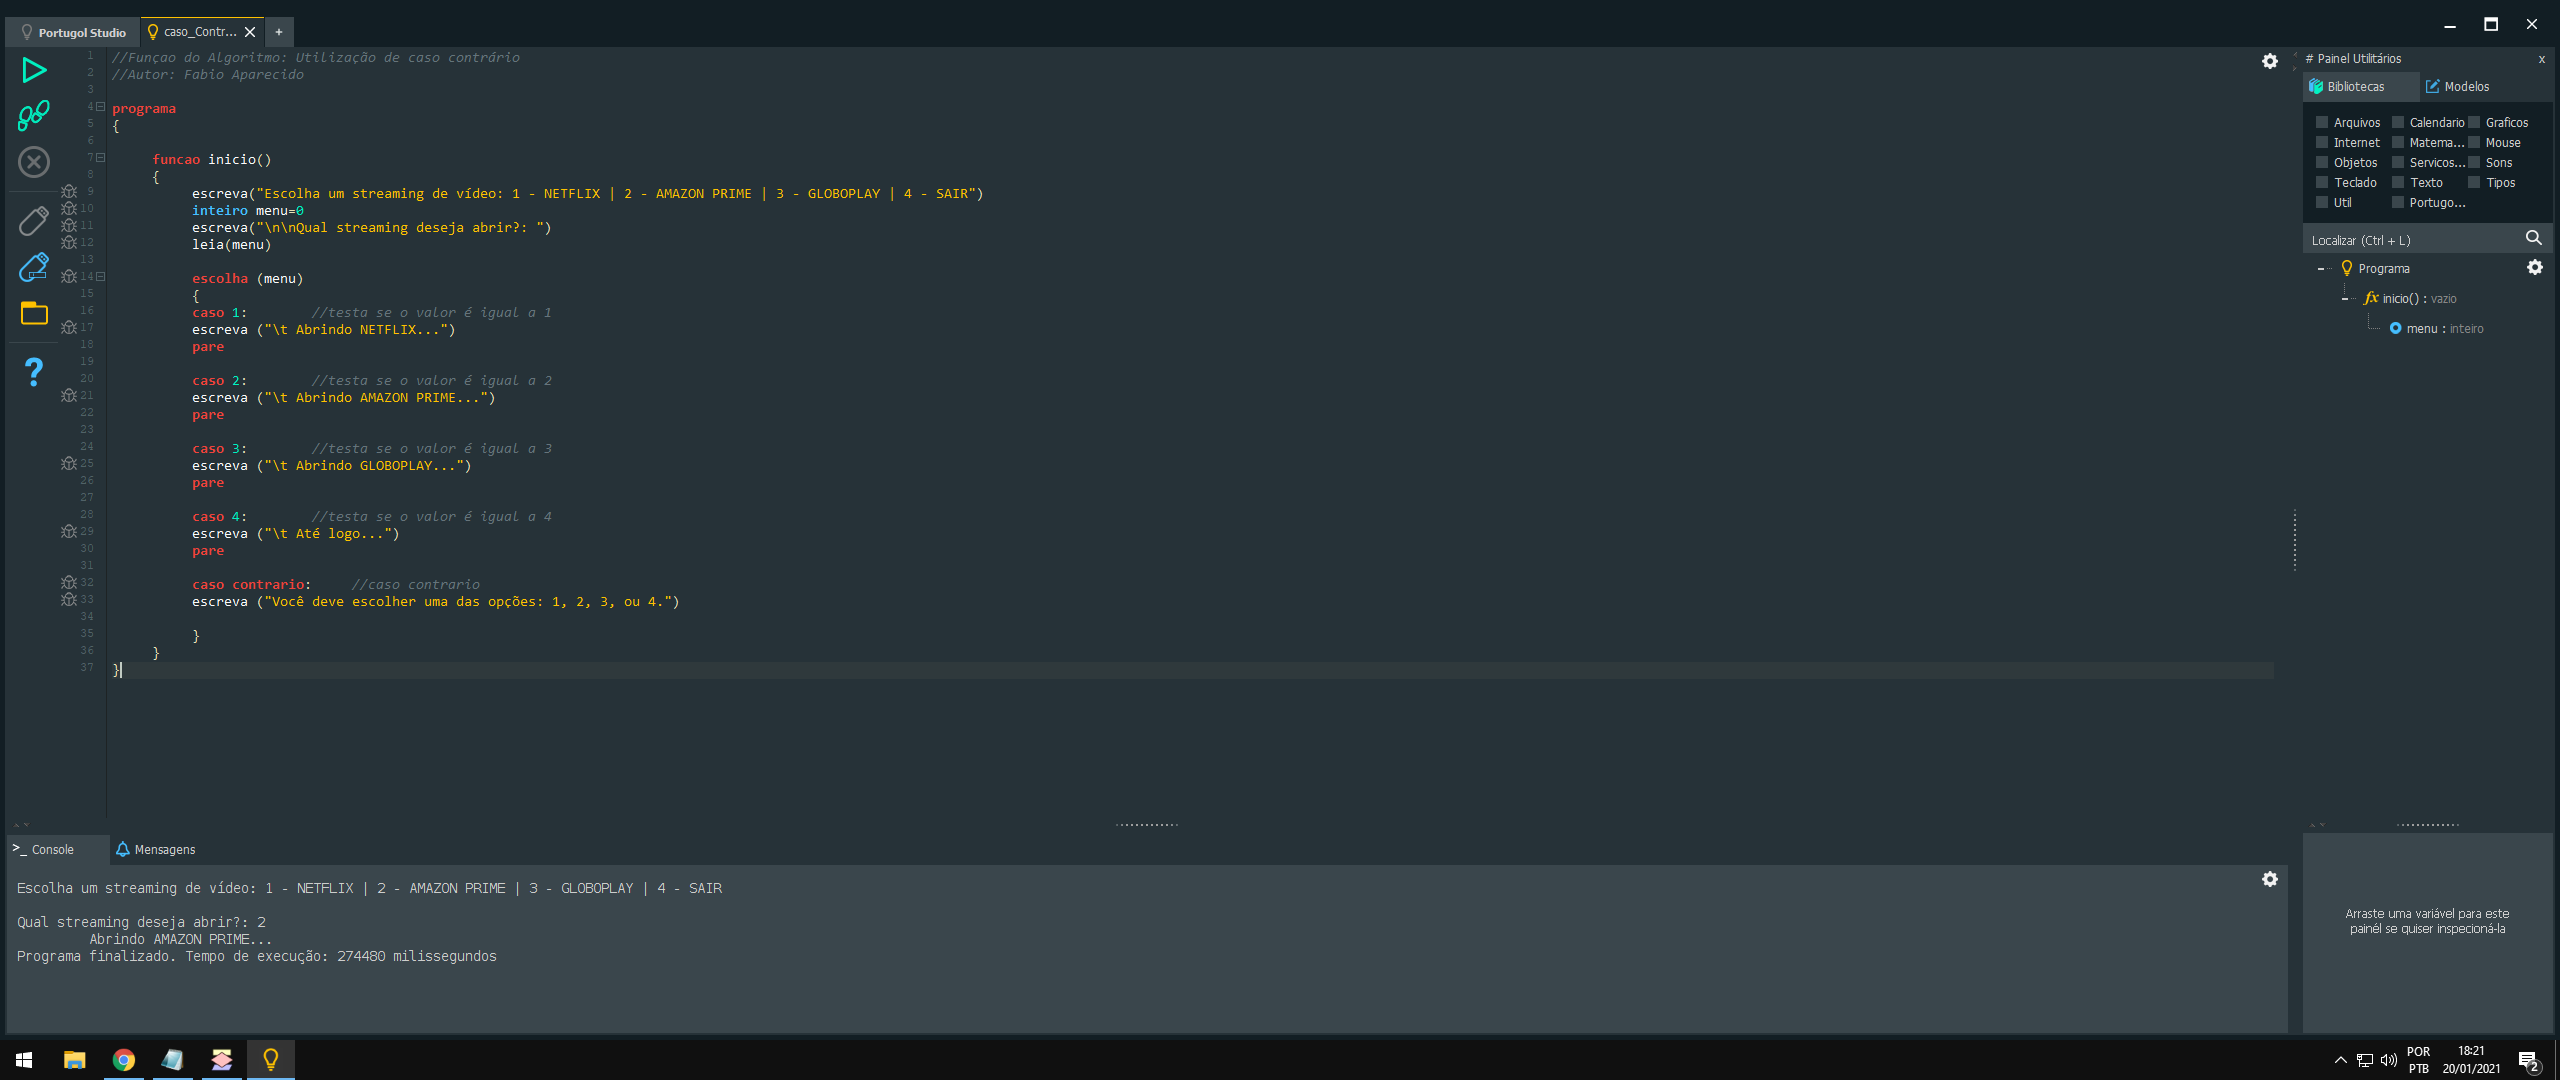 Portugol Studio
caso_Contr...
+
1 //Funçao do Algoritmo: Utilização de caso contrário
2 //Autor: Fabio Aparecido
3
4 programa
5 {
6
7 funcao inicio()
8 {
9 escreva("Escolha um streaming de vídeo: 1 - NETFLIX | 2 - AMAZON PRIME | 3 - GLOBOPLAY | 4 - SAIR")
10 inteiro menu=0
11 escreva("\n\nQual streaming deseja abrir?: ")
12 leia(menu)
13
14 escolha (menu)
15 {
16 caso 1: //testa se o valor é igual a 1
17 escreva ("\t Abrindo NETFLIX...")
18 pare
19
20 caso 2: //testa se o valor é igual a 2
21 escreva ("\t Abrindo AMAZON PRIME...")
22 pare
23
24 caso 3: //testa se o valor é igual a 3
25 escreva ("\t Abrindo GLOBOPLAY...")
26 pare
27
28 caso 4: //testa se o valor é igual a 4
29 escreva ("\t Até logo...")
30 pare
31
32 caso contrario: //caso contrario
33 escreva ("Você deve escolher uma das opções: 1, 2, 3, ou 4.")
34
35 }
36 }
37 }
# Painel Utilitários x
Bibliotecas Modelos
Arquivos Calendario Graficos
Internet Matema... Mouse
Objetos Servicos... Sons
Teclado Texto Tipos
Util Portugo...
Localizar (Ctrl + L)
Programa
fx inicio() : vazio
menu : inteiro
>_ Console Mensagens
Escolha um streaming de vídeo: 1 - NETFLIX | 2 - AMAZON PRIME | 3 - GLOBOPLAY | 4 - SAIR
Qual streaming deseja abrir?: 2
Abrindo AMAZON PRIME...
Programa finalizado. Tempo de execução: 274480 milissegundos
Arraste uma variável para este
painél se quiser inspecioná-la
POR
PTB
18:21
20/01/2021
2